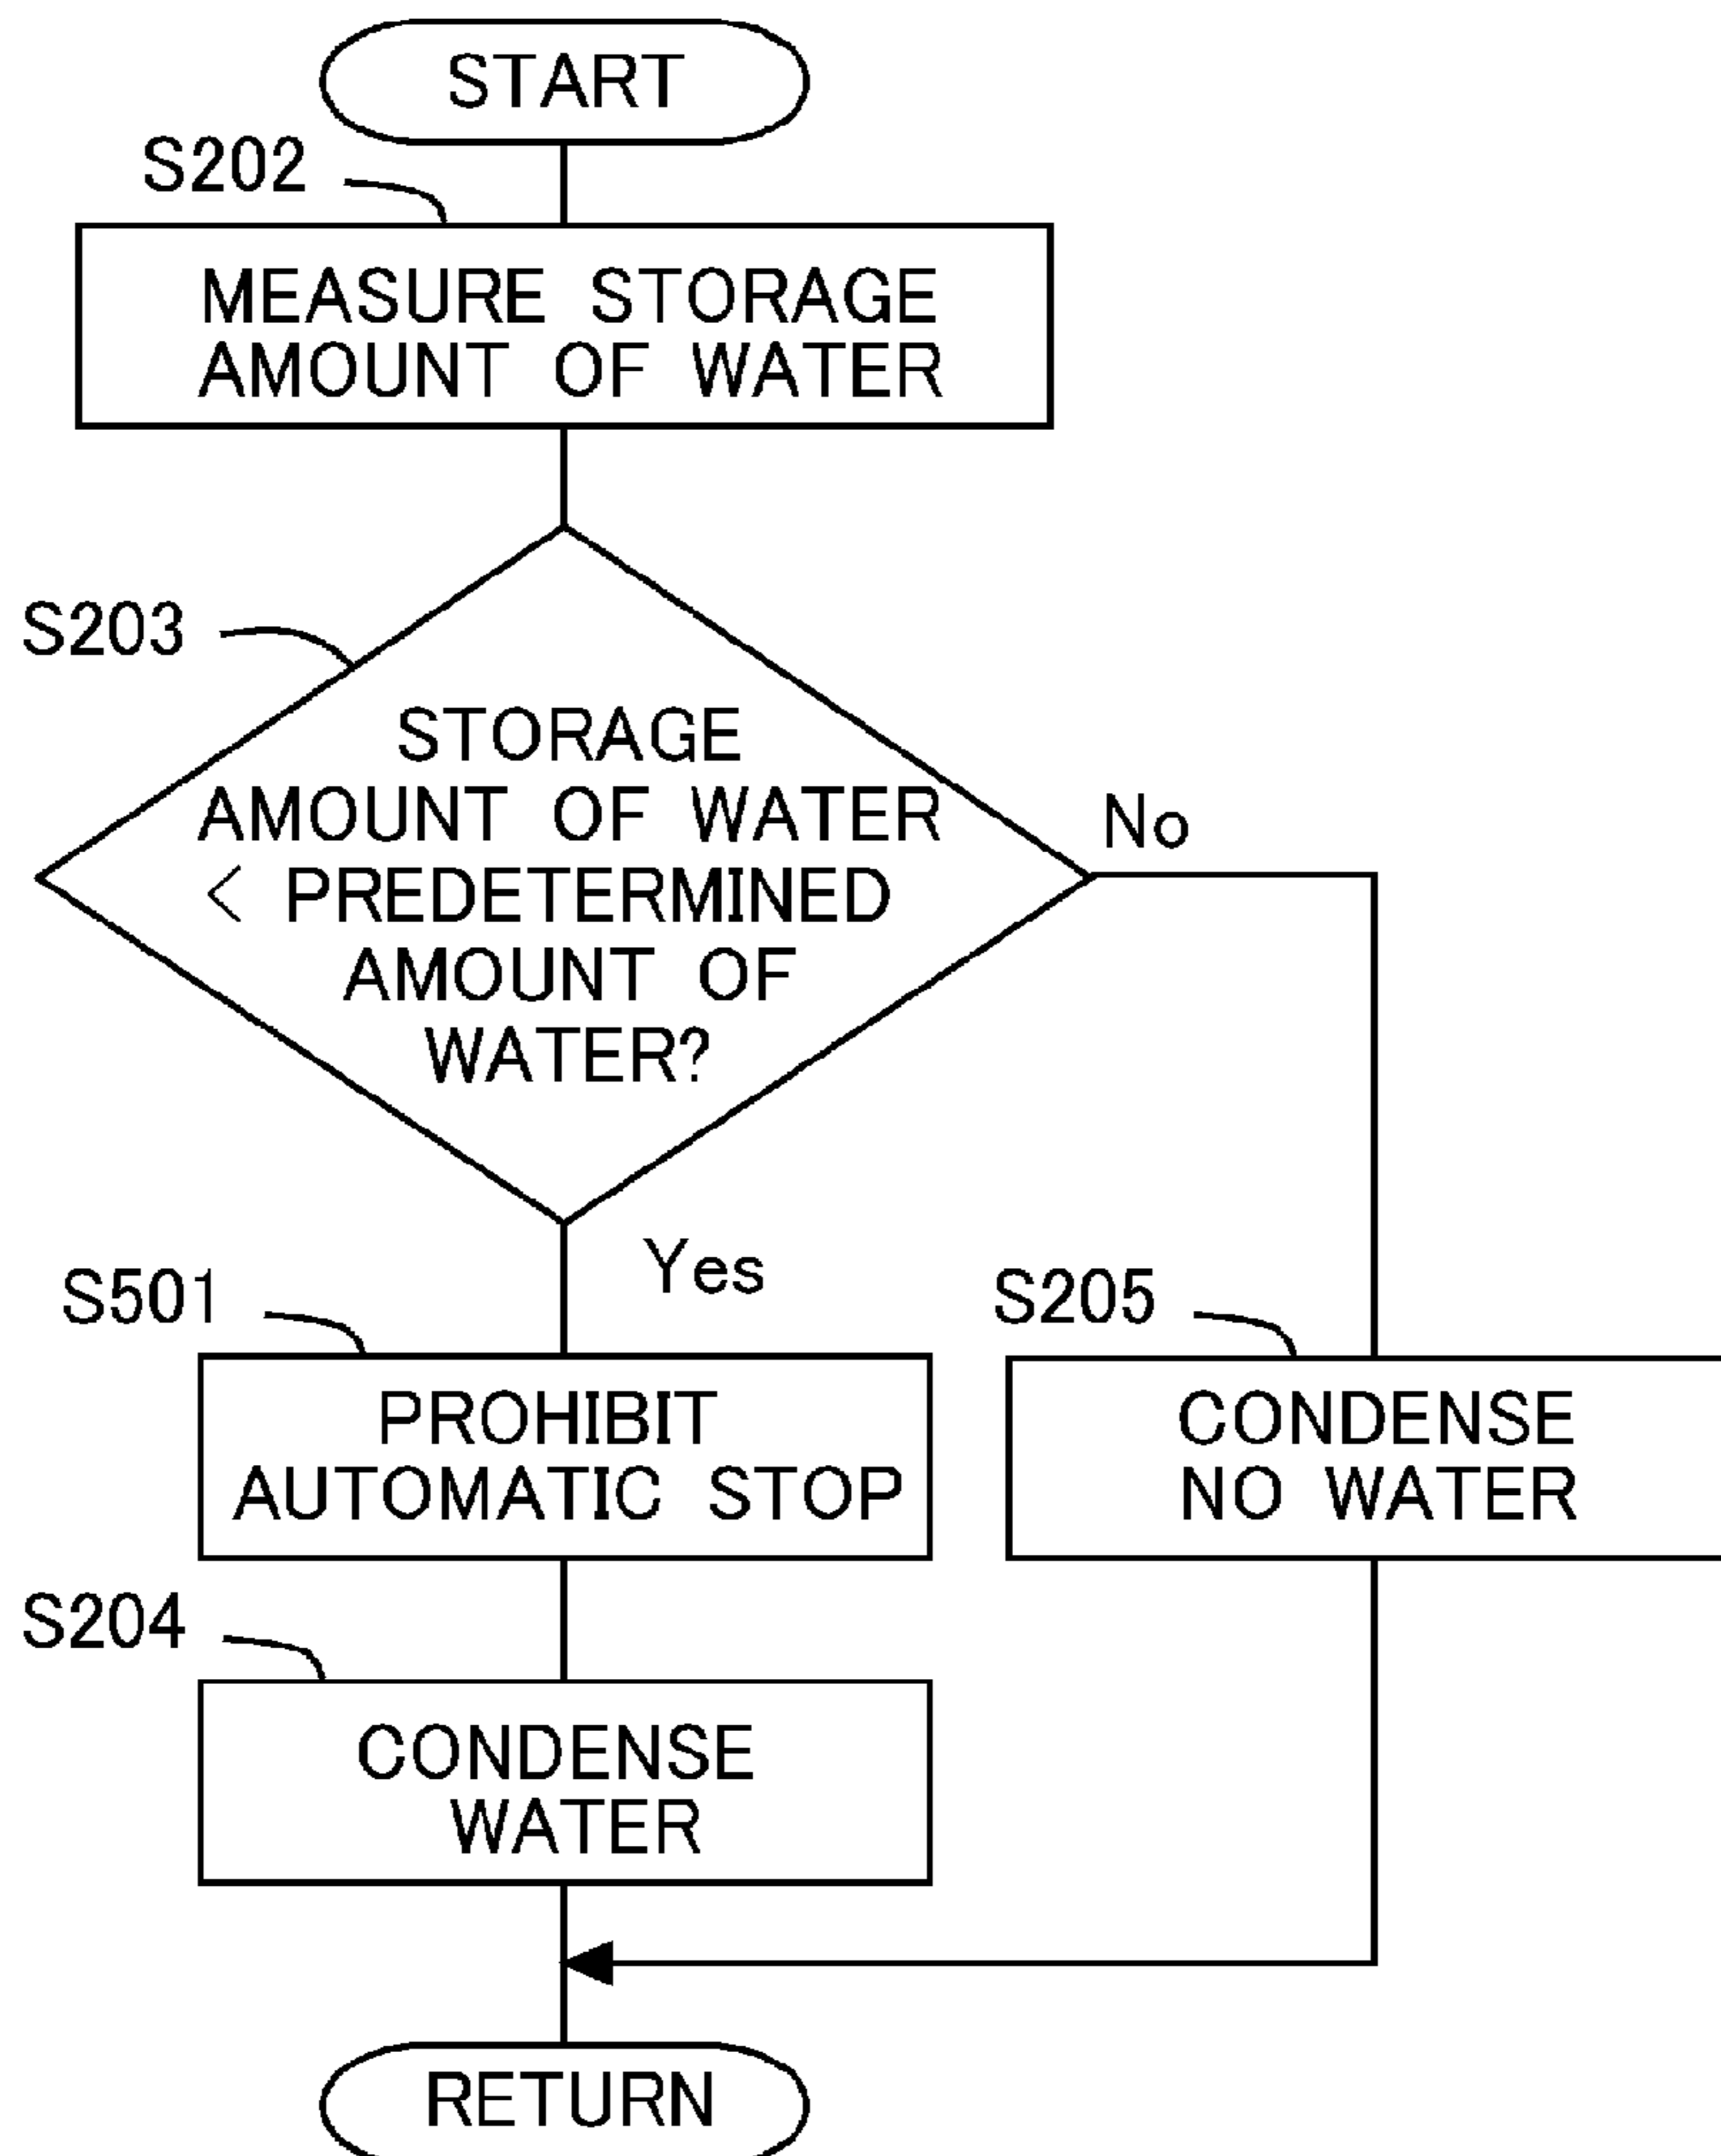 START
S202
MEASURE STORAGE
AMOUNT OF WATER
S203
STORAGE
AMOUNT OF WATER
< PREDETERMINED
AMOUNT OF
WATER?
No
Yes
S501
PROHIBIT
AUTOMATIC STOP
S205
CONDENSE
NO WATER
S204
CONDENSE
WATER
RETURN